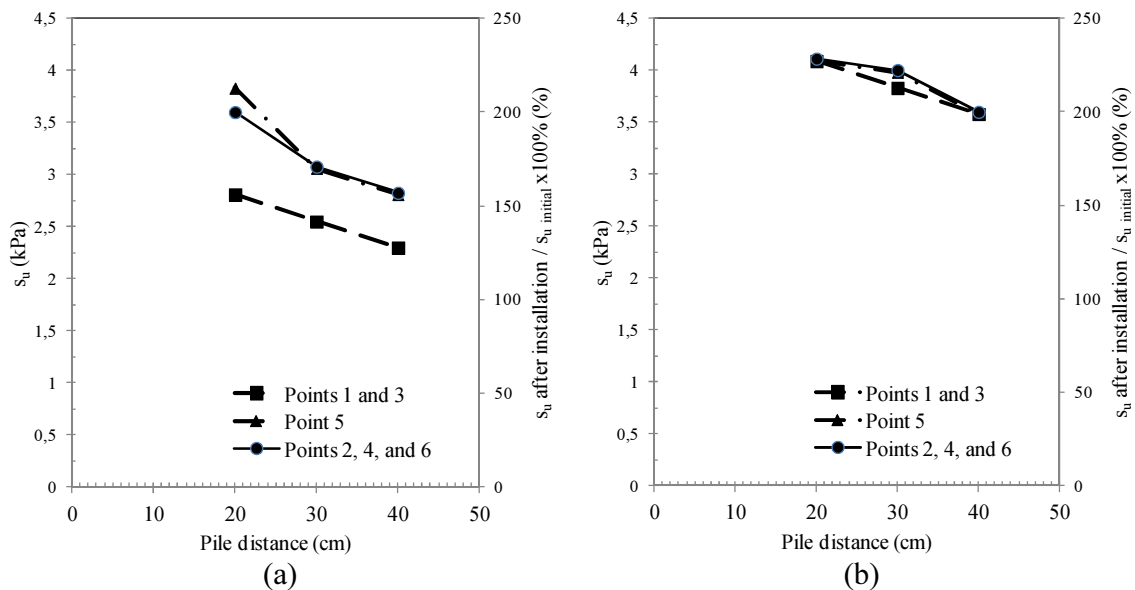 4,5
4
3,5
3
2,5
2
1,5
1
0,5
0
s_u (kPa)
250
200
150
100
50
0
s_u after installation / s_u initial x100% (%)
Points 1 and 3
Point 5
Points 2, 4, and 6
0 10 20 30 40 50
Pile distance (cm)
(a)
4,5
4
3,5
3
2,5
2
1,5
1
0,5
0
s_u (kPa)
250
200
150
100
50
0
s_u after installation / s_u initial x100% (%)
Points 1 and 3
Point 5
Points 2, 4, and 6
0 10 20 30 40 50
Pile distance (cm)
(b)